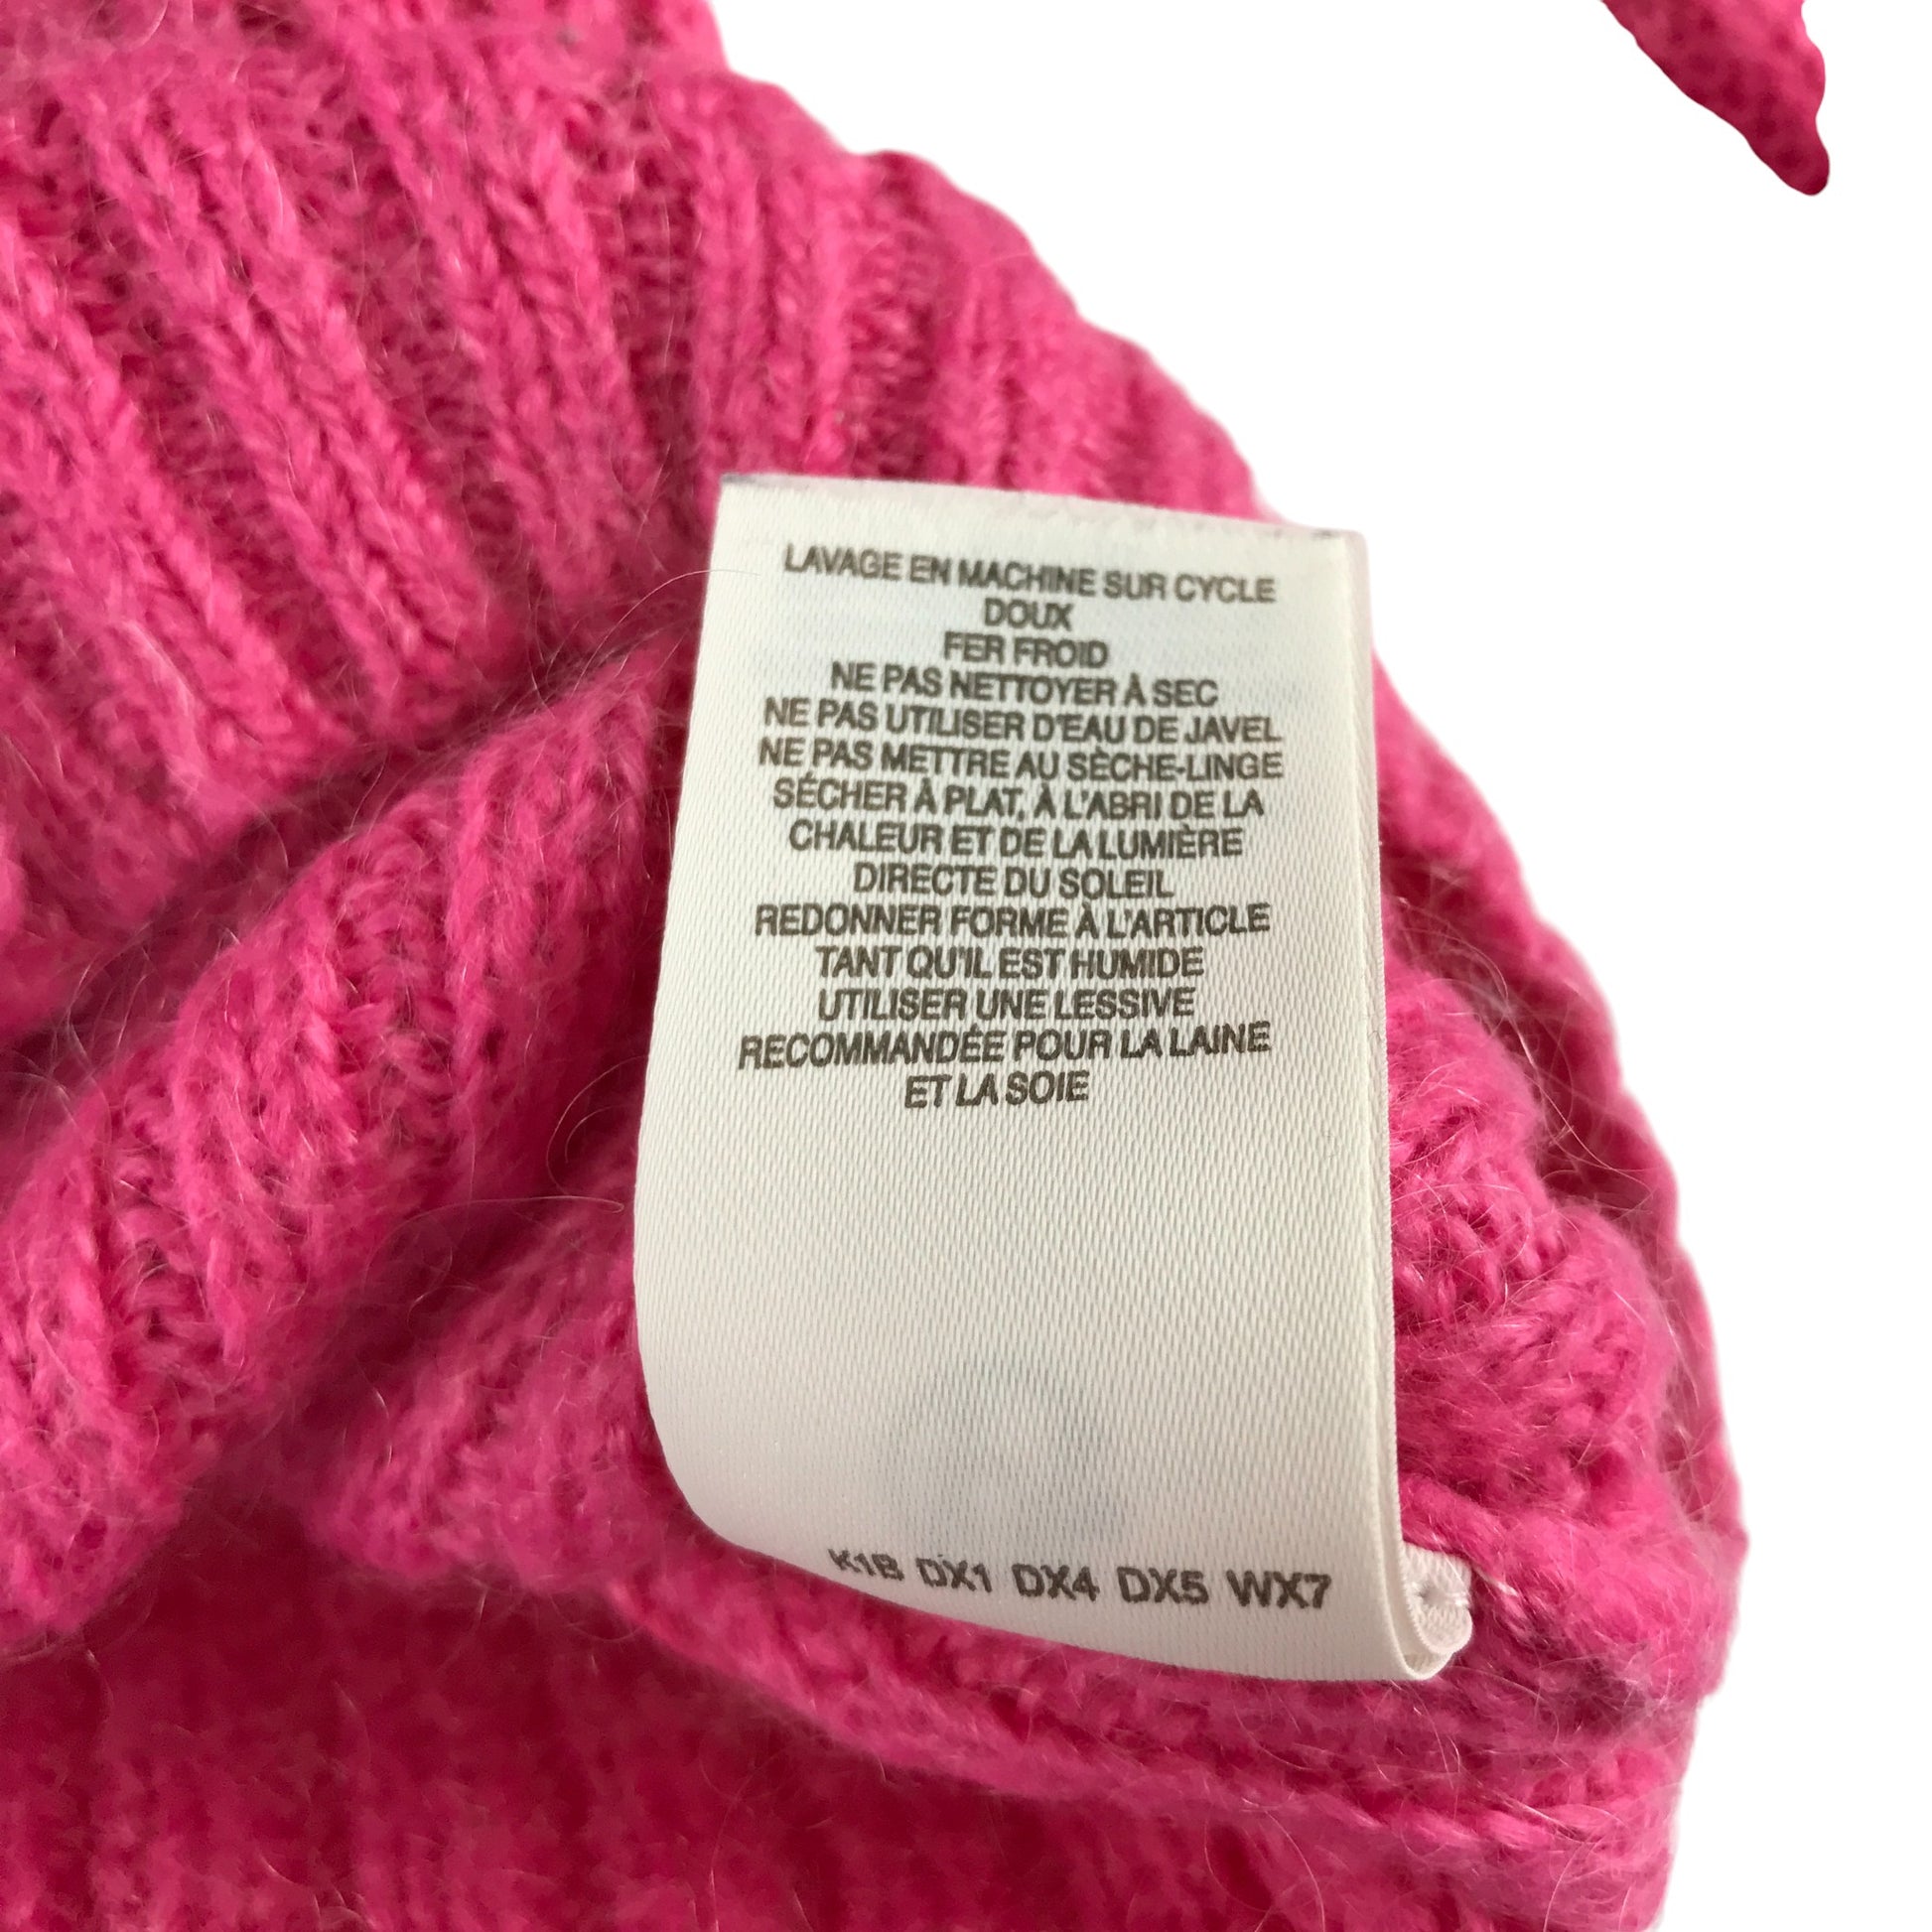 LAVAGE EN MACHINE SUR CYCLE
DOUX
FER FROID
NE PAS NETTOYER À SEC
NE PAS UTILISER D'EAU DE JAVEL
NE PAS METTRE AU SÈCHE-LINGE
SÉCHER À PLAT, À L'ABRI DE LA
CHALEUR ET DE LA LUMIÈRE
DIRECTE DU SOLEIL
REDONNER FORME À L'ARTICLE
TANT QU'IL EST HUMIDE
UTILISER UNE LESSIVE
RECOMMANDÉE POUR LA LAINE
ET LA SOIE
K1B DX1 DX4 DX5 WX7